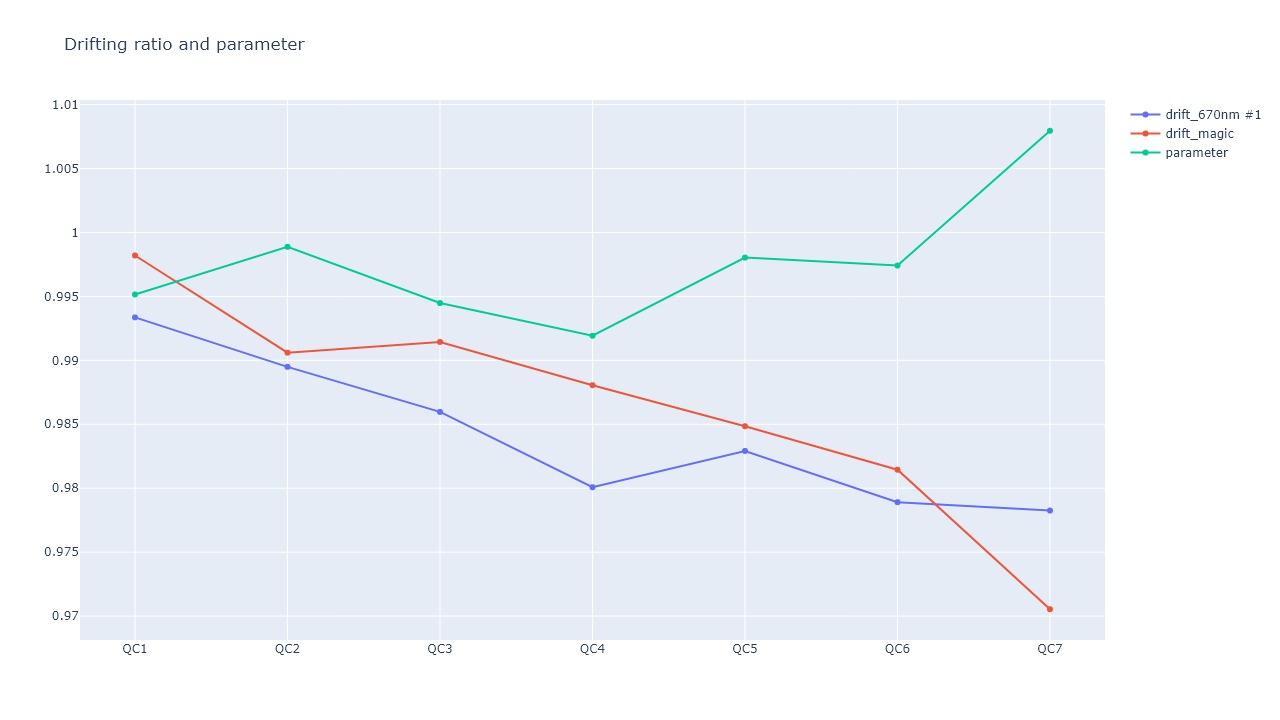 Drifting ratio and parameter
1.01
1.005
1
0.995
0.99
0.985
0.98
0.975
0.97
QC1 QC2 QC3 QC4 QC5 QC6 QC7
drift_670nm #1
drift_magic
parameter